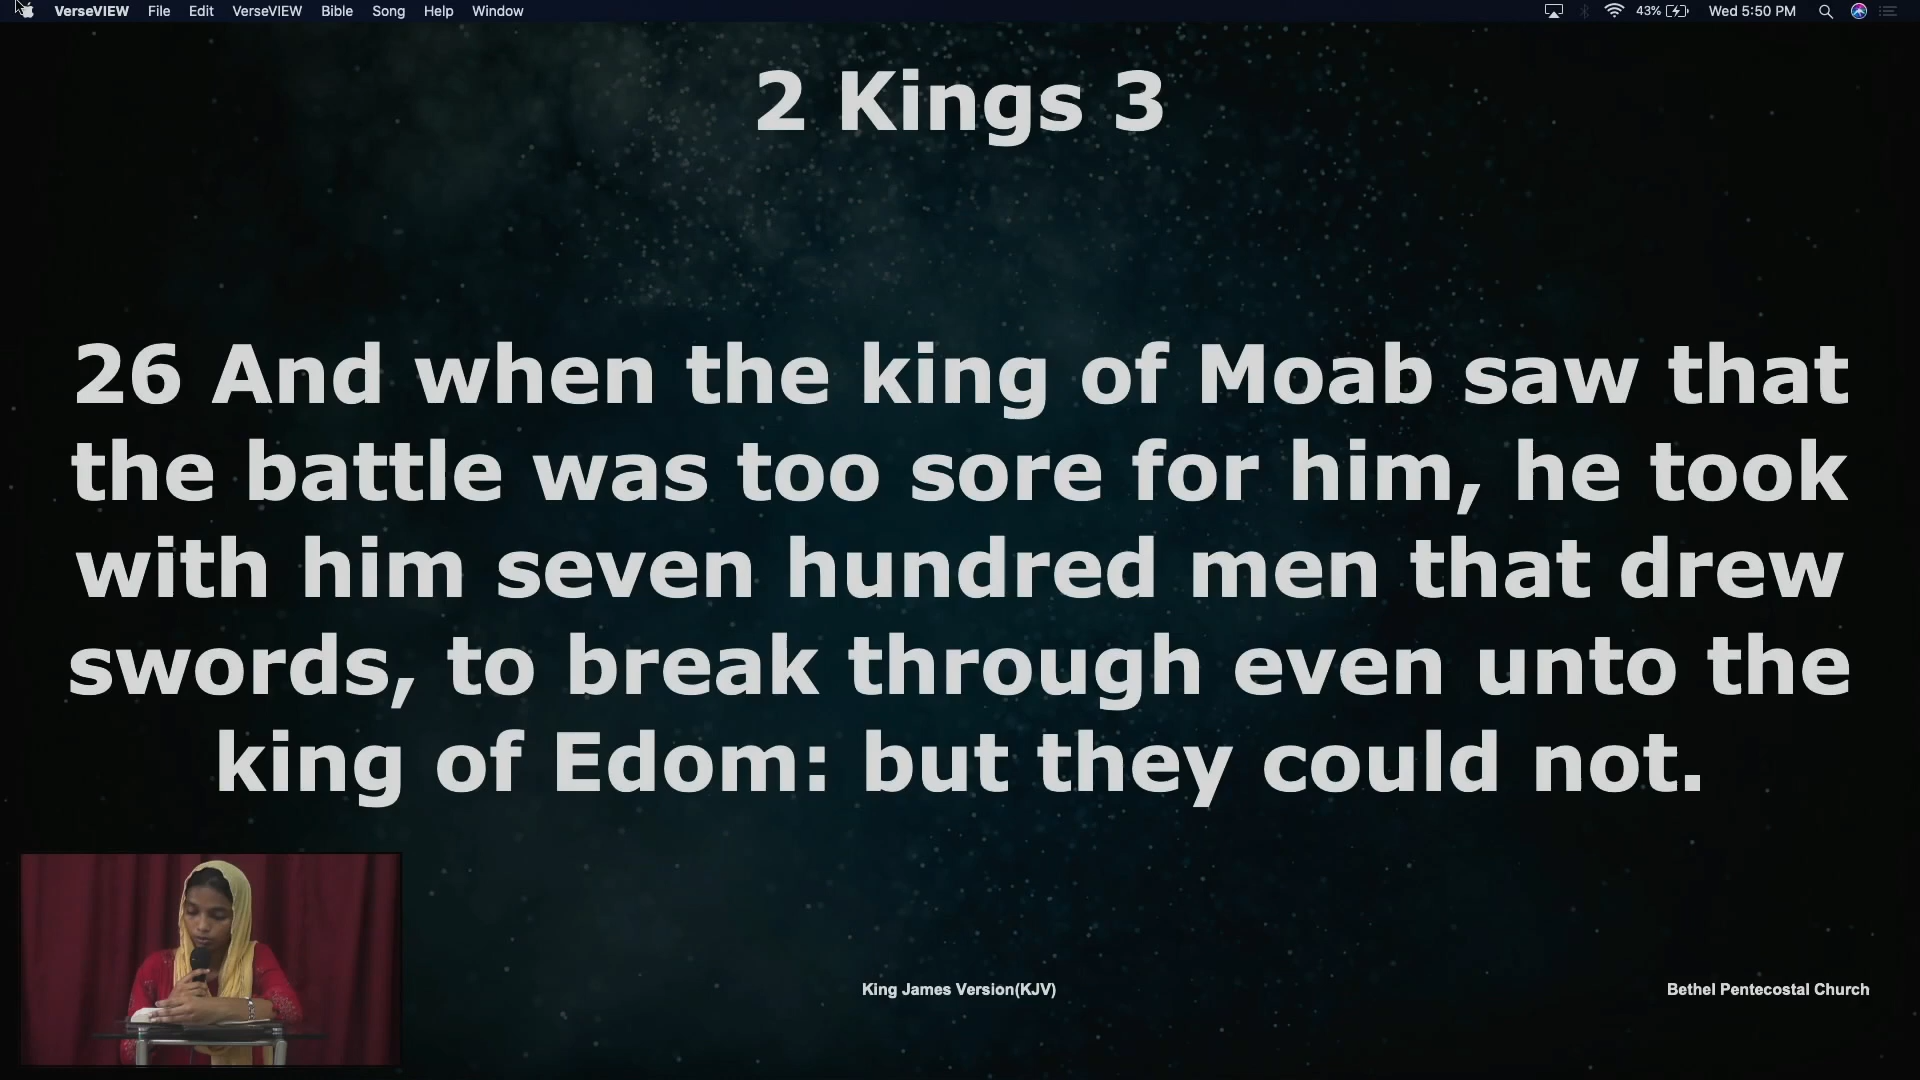 VerseVIEW File Edit VerseVIEW Bible Song Help Window 43% Wed 5:50 PM
2 Kings 3
26 And when the king of Moab saw that
the battle was too sore for him, he took
with him seven hundred men that drew
swords, to break through even unto the
king of Edom: but they could not.
King James Version(KJV)
Bethel Pentecostal Church